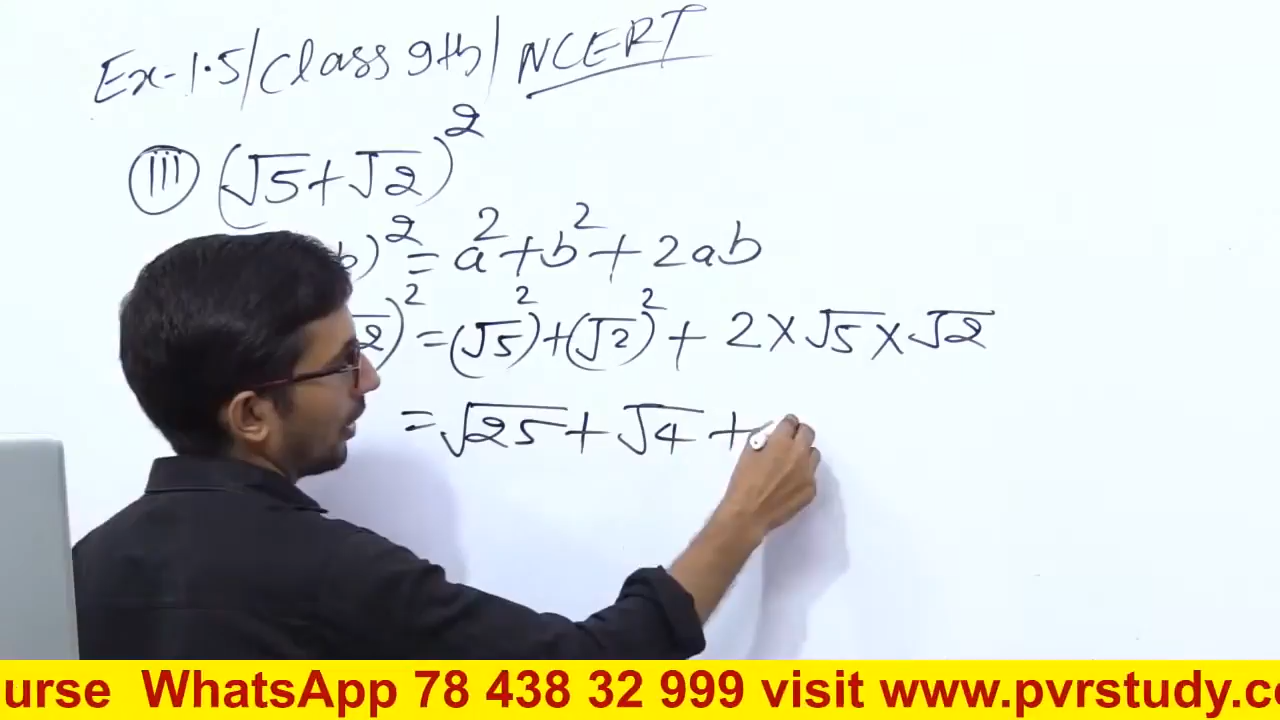 Ex-1.5/Class 9th/NCERT
(iii) (√5+√2)²
b)² = a²+b²+2ab
2)² = (√5)²+(√2)² + 2×√5×√2
= √25 + √4 +
urse WhatsApp 78 438 32 999 visit www.pvrstudy.c